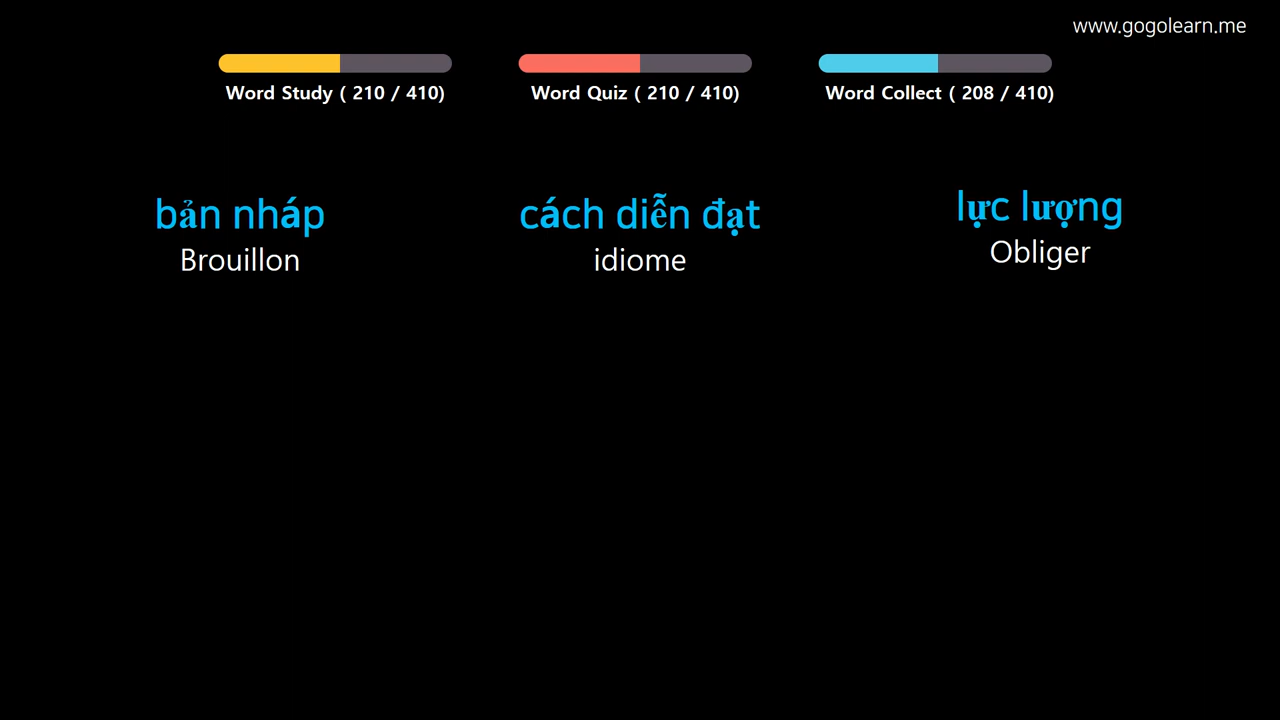 www.gogolearn.me
Word Study ( 210 / 410)
Word Quiz ( 210 / 410)
Word Collect ( 208 / 410)
bản nháp
Brouillon
cách diễn đạt
idiome
lực lượng
Obliger